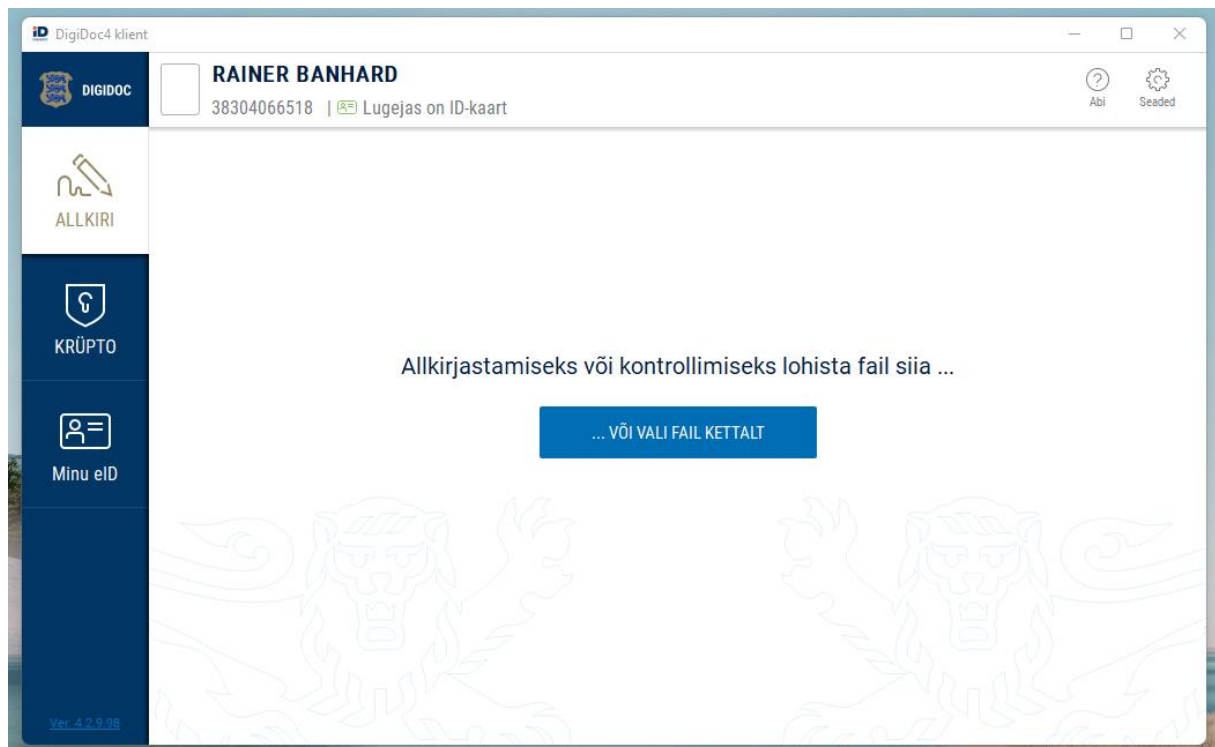 DigiDoc4 klient
DIGIDOC
RAINER BANHARD
38304066518 | Lugejas on ID-kaart
Abi
Seaded
ALLKIRI
KRÜPTO
Minu eID
Allkirjastamiseks või kontrollimiseks lohista fail siia ...
... VÕI VALI FAIL KETTALT
Ver. 4.2.9.98